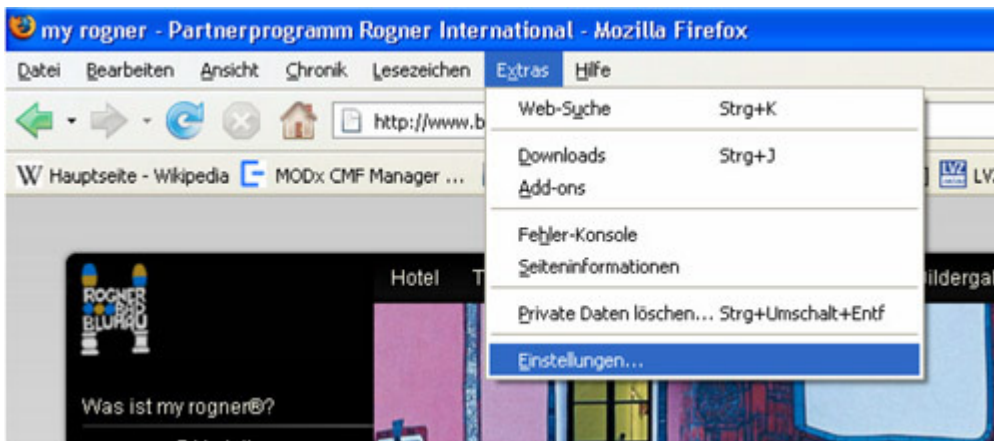 my rogner - Partnerprogramm Rogner International - Mozilla Firefox
Datei Bearbeiten Ansicht Chronik Lesezeichen Extras Hilfe
http://www.b
Web-Suche Strg+K
Downloads Strg+J
Add-ons
Fehler-Konsole
Seiteninformationen
Private Daten löschen... Strg+Umschalt+Entf
Einstellungen...
W Hauptseite - Wikipedia MODx CMF Manager ... LVZ LV
ROGNER
BAD
BLUMAU
Hotel T ildergal
Was ist my rogner®?